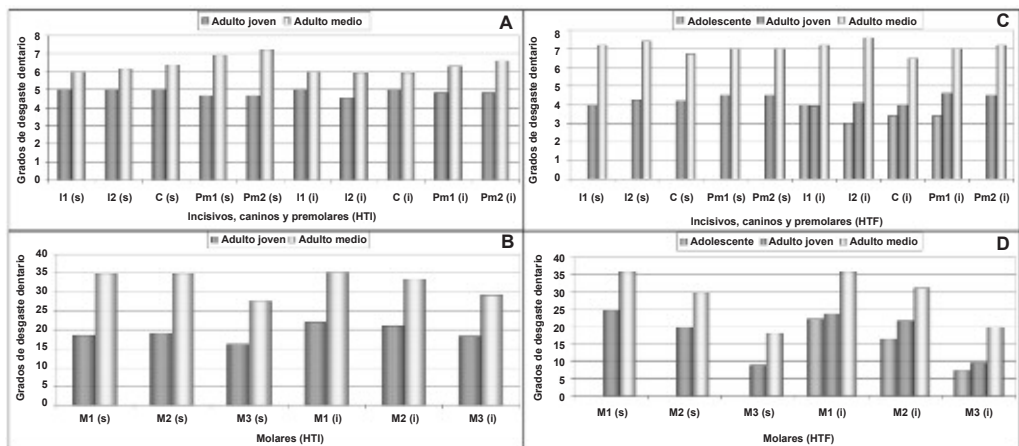 A
Adulto joven Adulto medio
Grados de desgaste dentario
8
7
6
5
4
3
2
1
0
I1 (s) I2 (s) C (s) Pm1 (s) Pm2 (s) I1 (i) I2 (i) C (i) Pm1 (i) Pm2 (i)
Incisivos, caninos y premolares (HTI)
C
Adolescente Adulto joven Adulto medio
Grados de desgaste dentario
8
7
6
5
4
3
2
1
0
I1 (s) I2 (s) C (s) Pm1 (s) Pm2 (s) I1 (i) I2 (i) C (i) Pm1 (i) Pm2 (i)
Incisivos, caninos y premolares (HTF)
B
Adulto joven Adulto medio
Grados de desgaste dentario
40
35
30
25
20
15
10
5
0
M1 (s) M2 (s) M3 (s) M1 (i) M2 (i) M3 (i)
Molares (HTI)
D
Adolescente Adulto joven Adulto medio
Grados de desgaste dentario
40
35
30
25
20
15
10
5
0
M1 (s) M2 (s) M3 (s) M1 (i) M2 (i) M3 (i)
Molares (HTF)